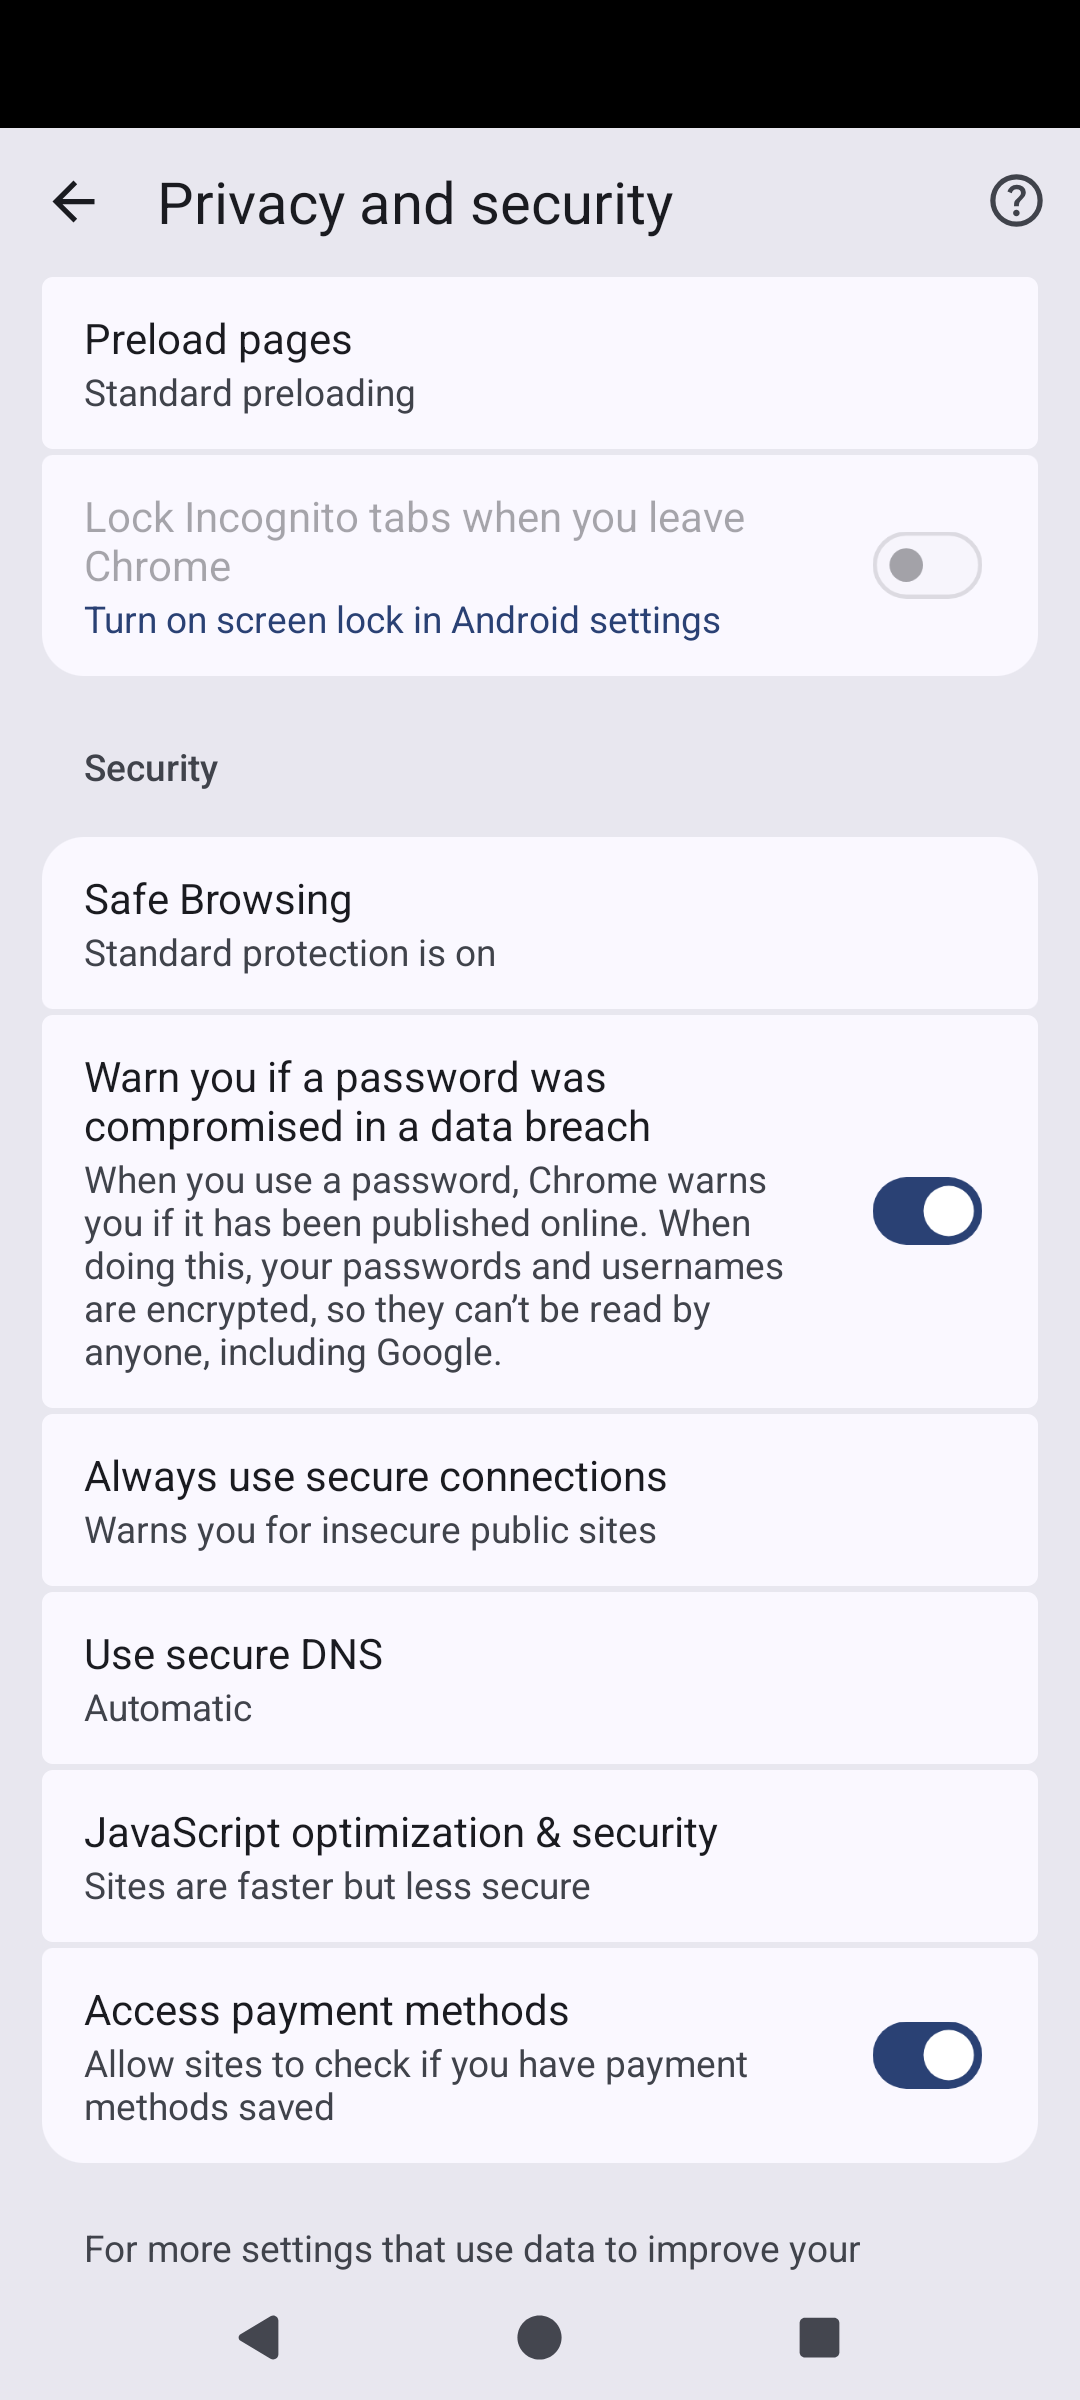 Privacy and security
Preload pages
Standard preloading
Lock Incognito tabs when you leave
Chrome
Turn on screen lock in Android settings
Security
Safe Browsing
Standard protection is on
Warn you if a password was
compromised in a data breach
When you use a password, Chrome warns
you if it has been published online. When
doing this, your passwords and usernames
are encrypted, so they can’t be read by
anyone, including Google.
Always use secure connections
Warns you for insecure public sites
Use secure DNS
Automatic
JavaScript optimization & security
Sites are faster but less secure
Access payment methods
Allow sites to check if you have payment
methods saved
For more settings that use data to improve your